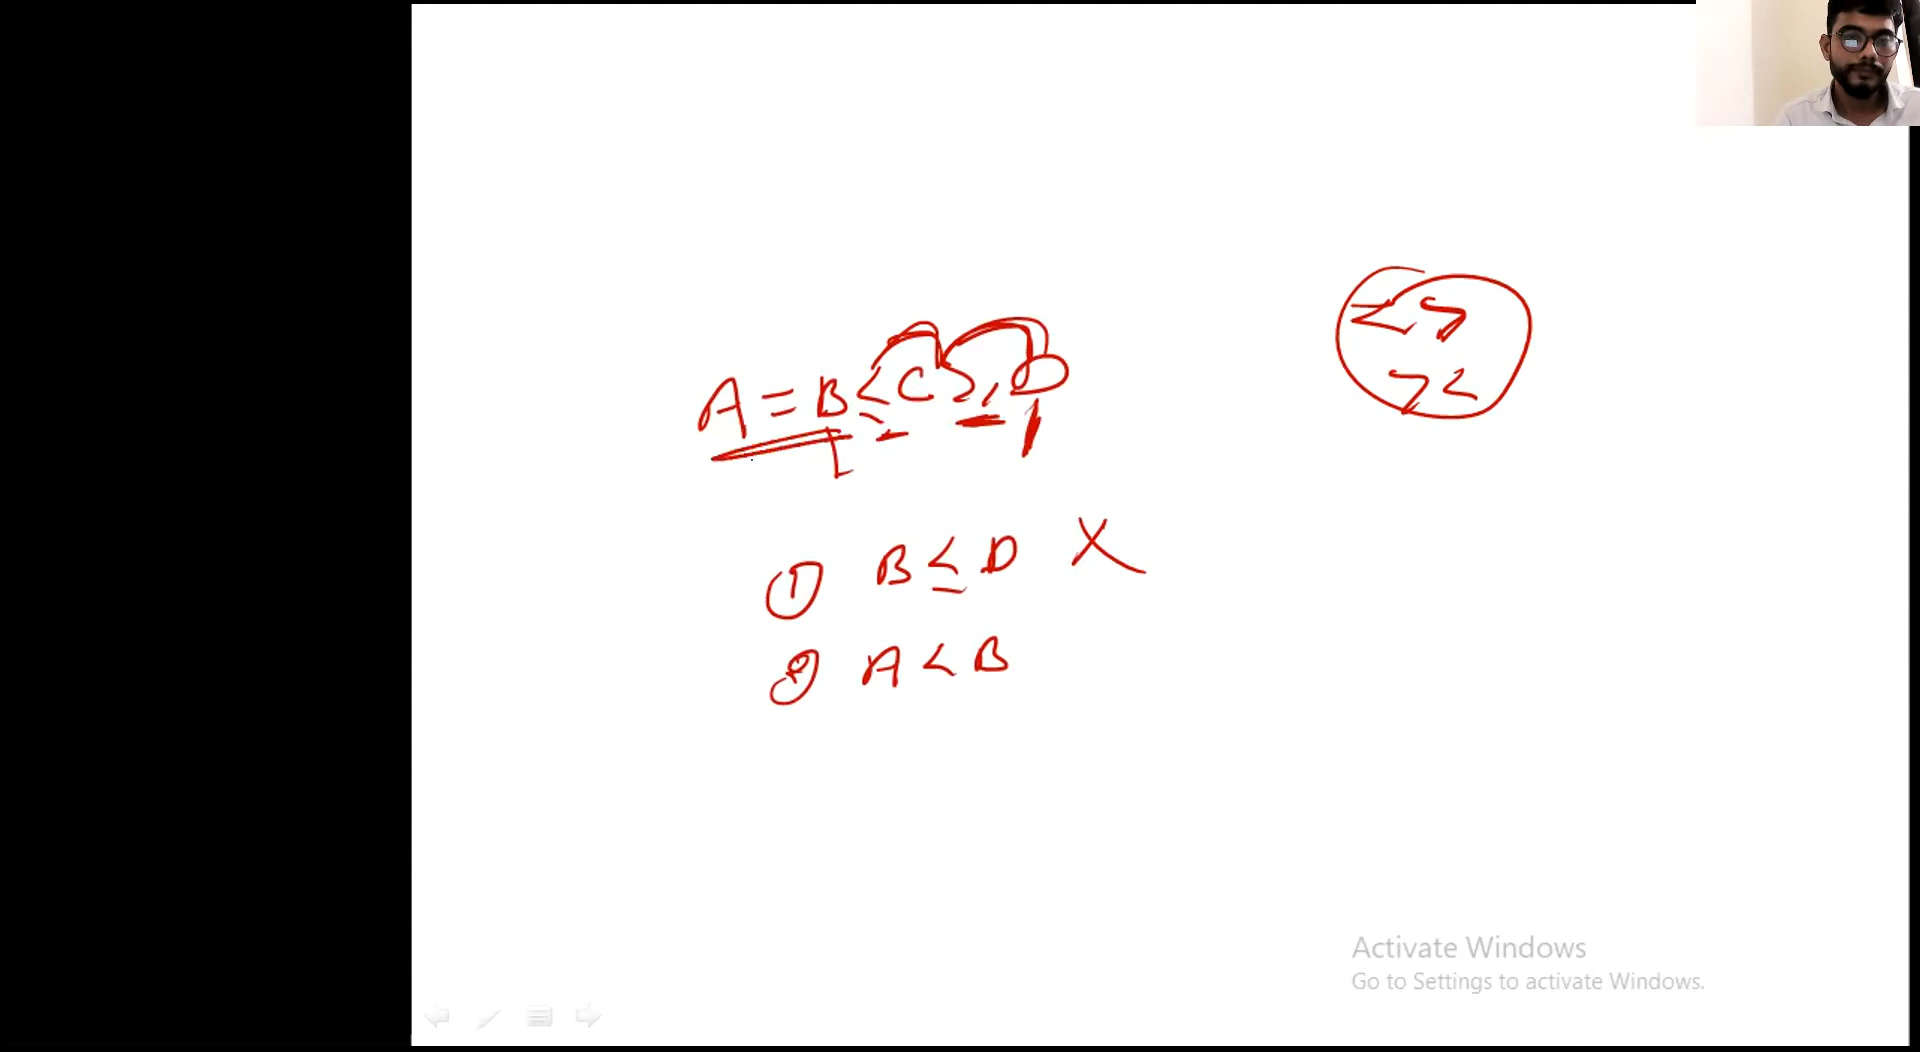 < >
> <
A = B ≤ C ≥ D
① B ≤ D X
② A < B
Activate Windows
Go to Settings to activate Windows.